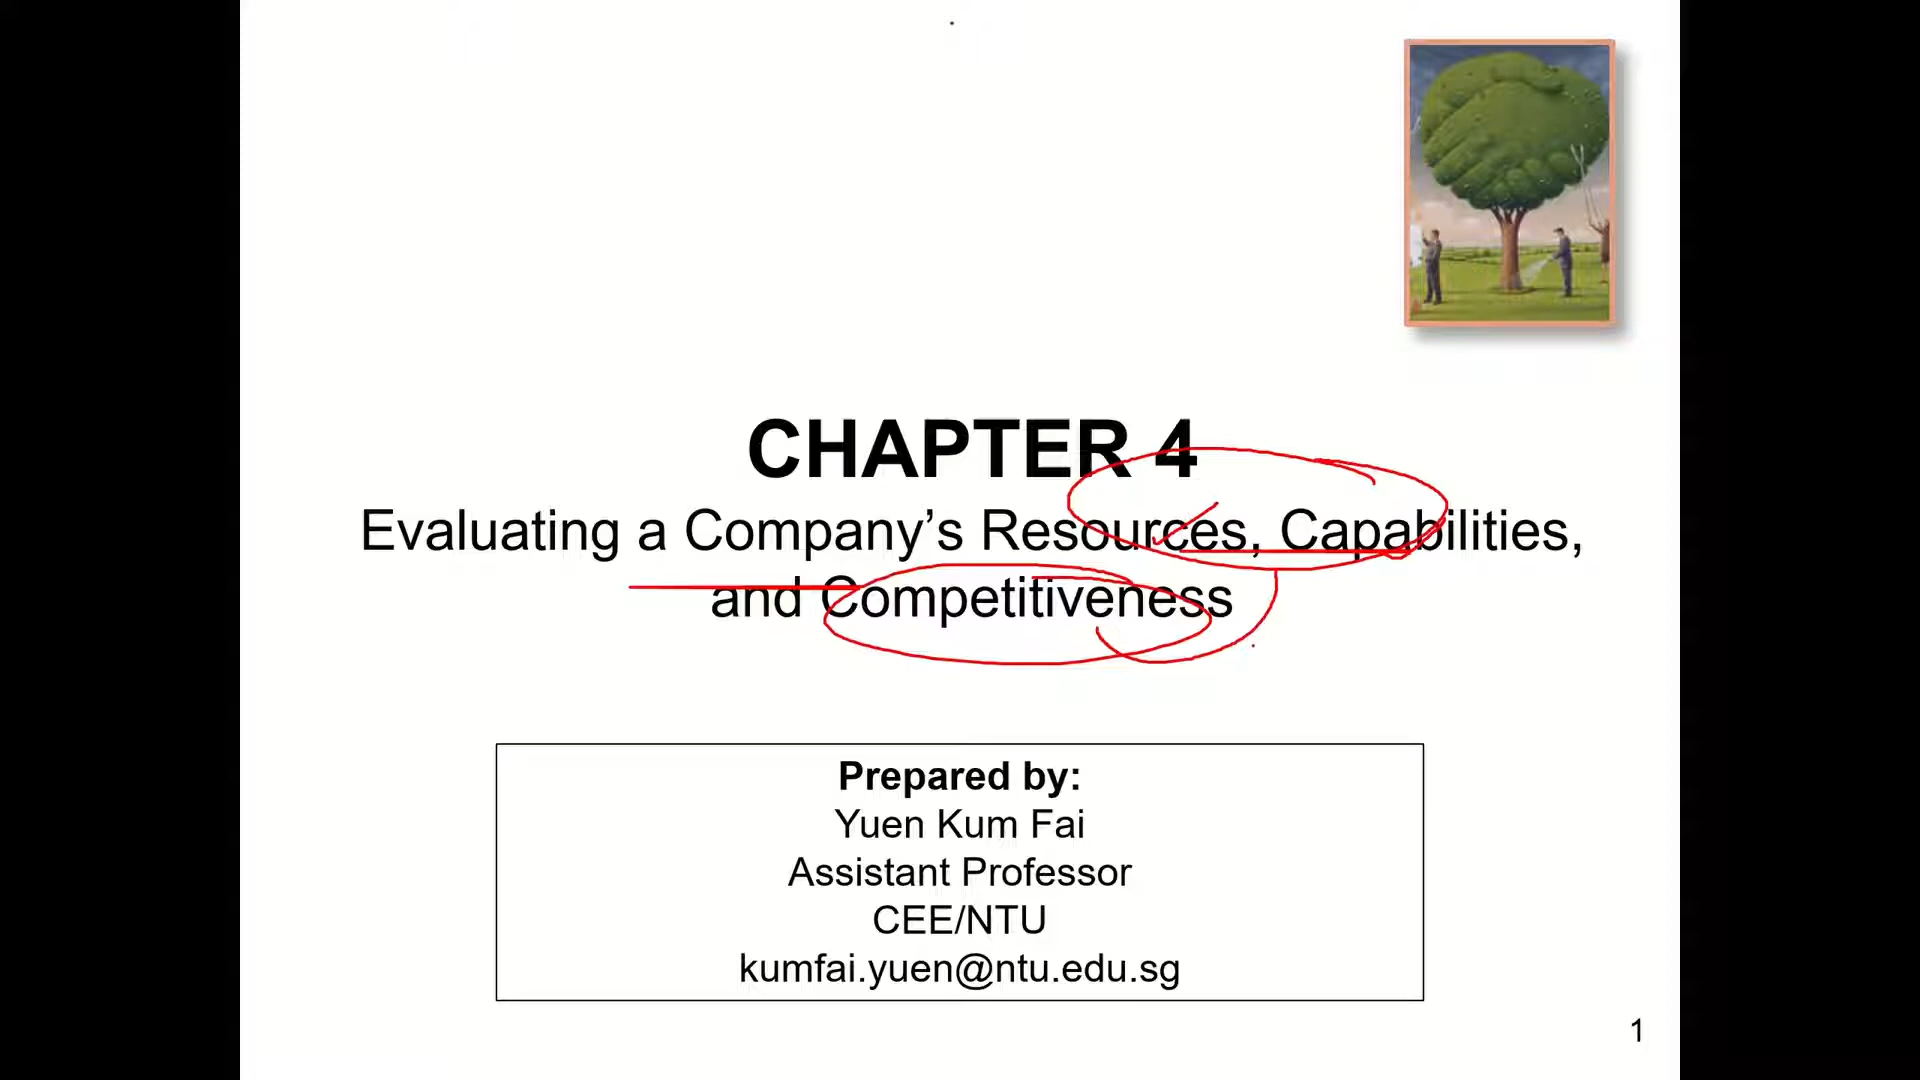 CHAPTER 4
Evaluating a Company’s Resources, Capabilities,
and Competitiveness
Prepared by:
Yuen Kum Fai
Assistant Professor
CEE/NTU
kumfai.yuen@ntu.edu.sg
1